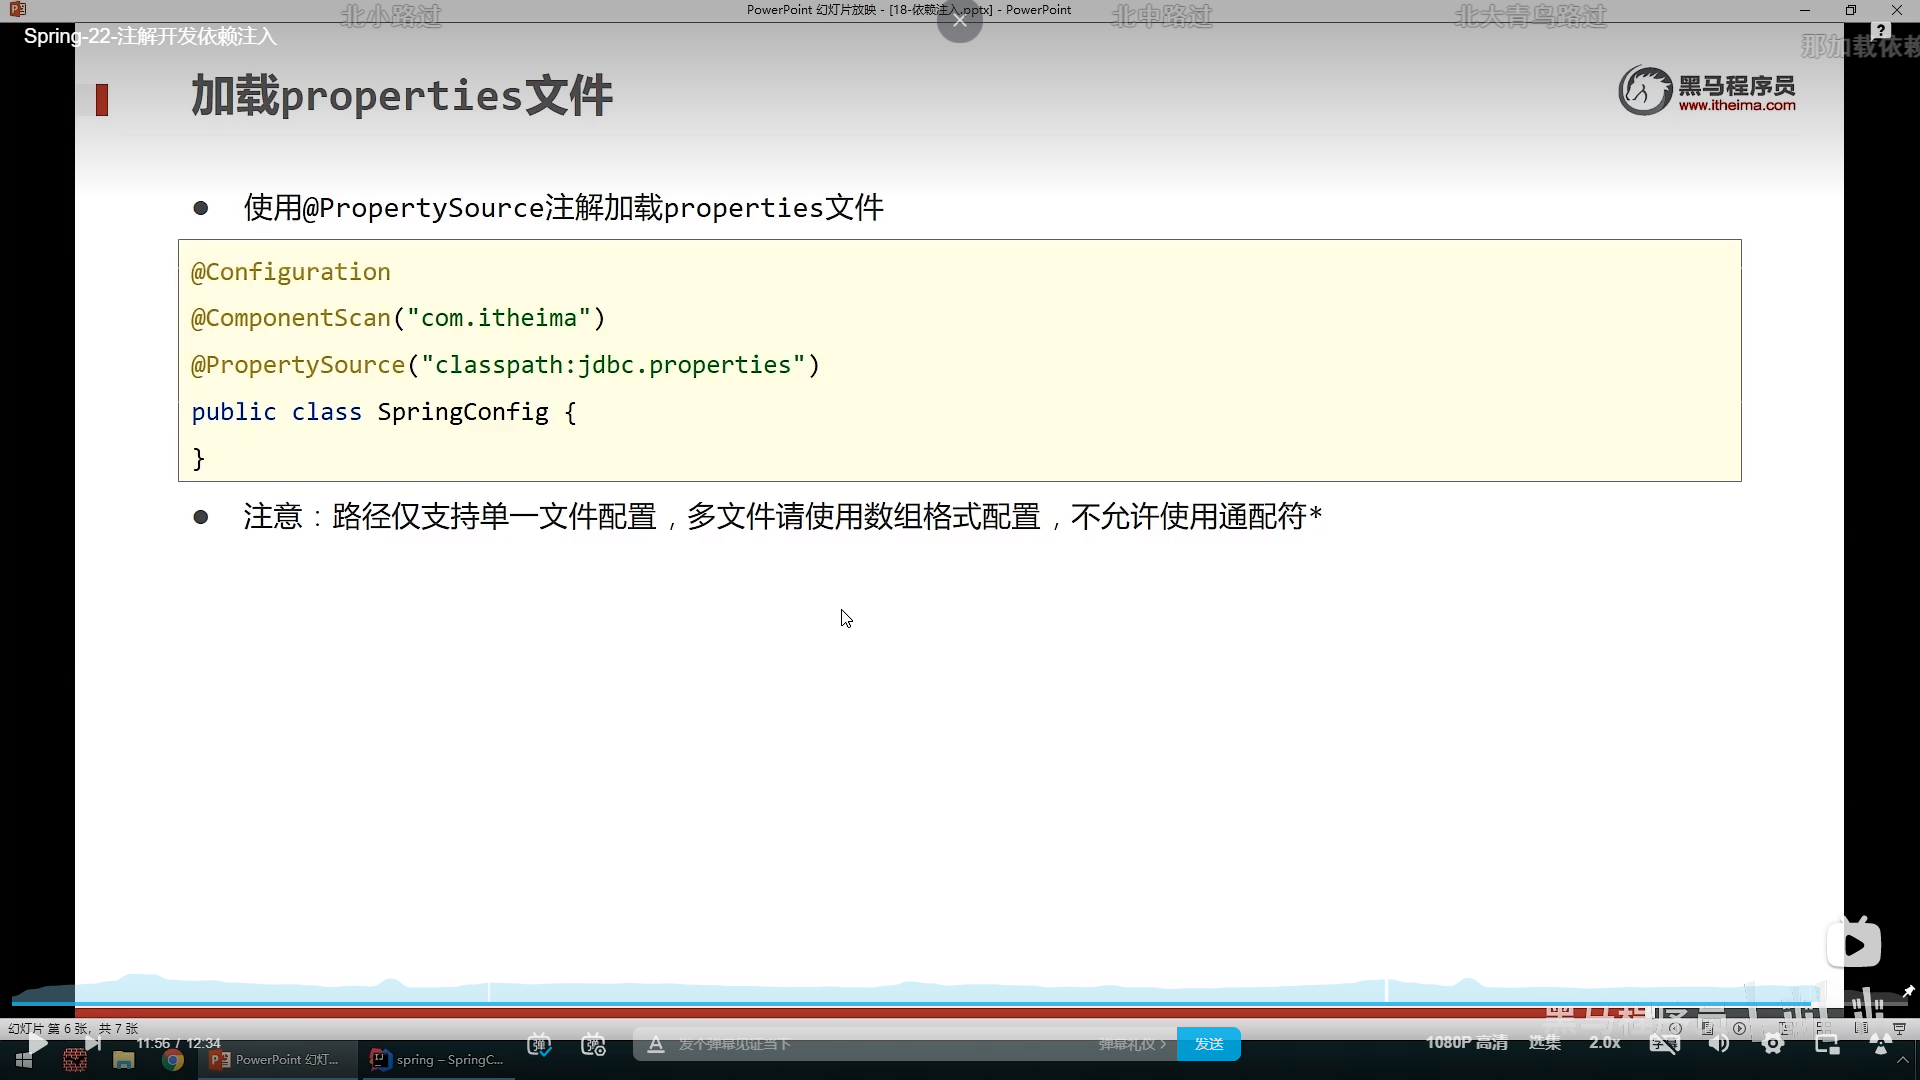 北小路过
PowerPoint 幻灯片放映 - [18-依赖注入.pptx] - PowerPoint
北中路过
北大青鸟路过
Spring-22-注解开发依赖注入
那加载依赖
加载properties文件
黑马程序员
www.itheima.com
使用@PropertySource注解加载properties文件
@Configuration
@ComponentScan("com.itheima")
@PropertySource("classpath:jdbc.properties")
public class SpringConfig {
}
注意：路径仅支持单一文件配置，多文件请使用数组格式配置，不允许使用通配符*
幻灯片 第 6 张，共 7 张
11:56 / 12:34
发个弹幕见证当下
弹幕礼仪 >
发送
1080P 高清
选集
2.0x
PowerPoint 幻灯...
spring – SpringC...